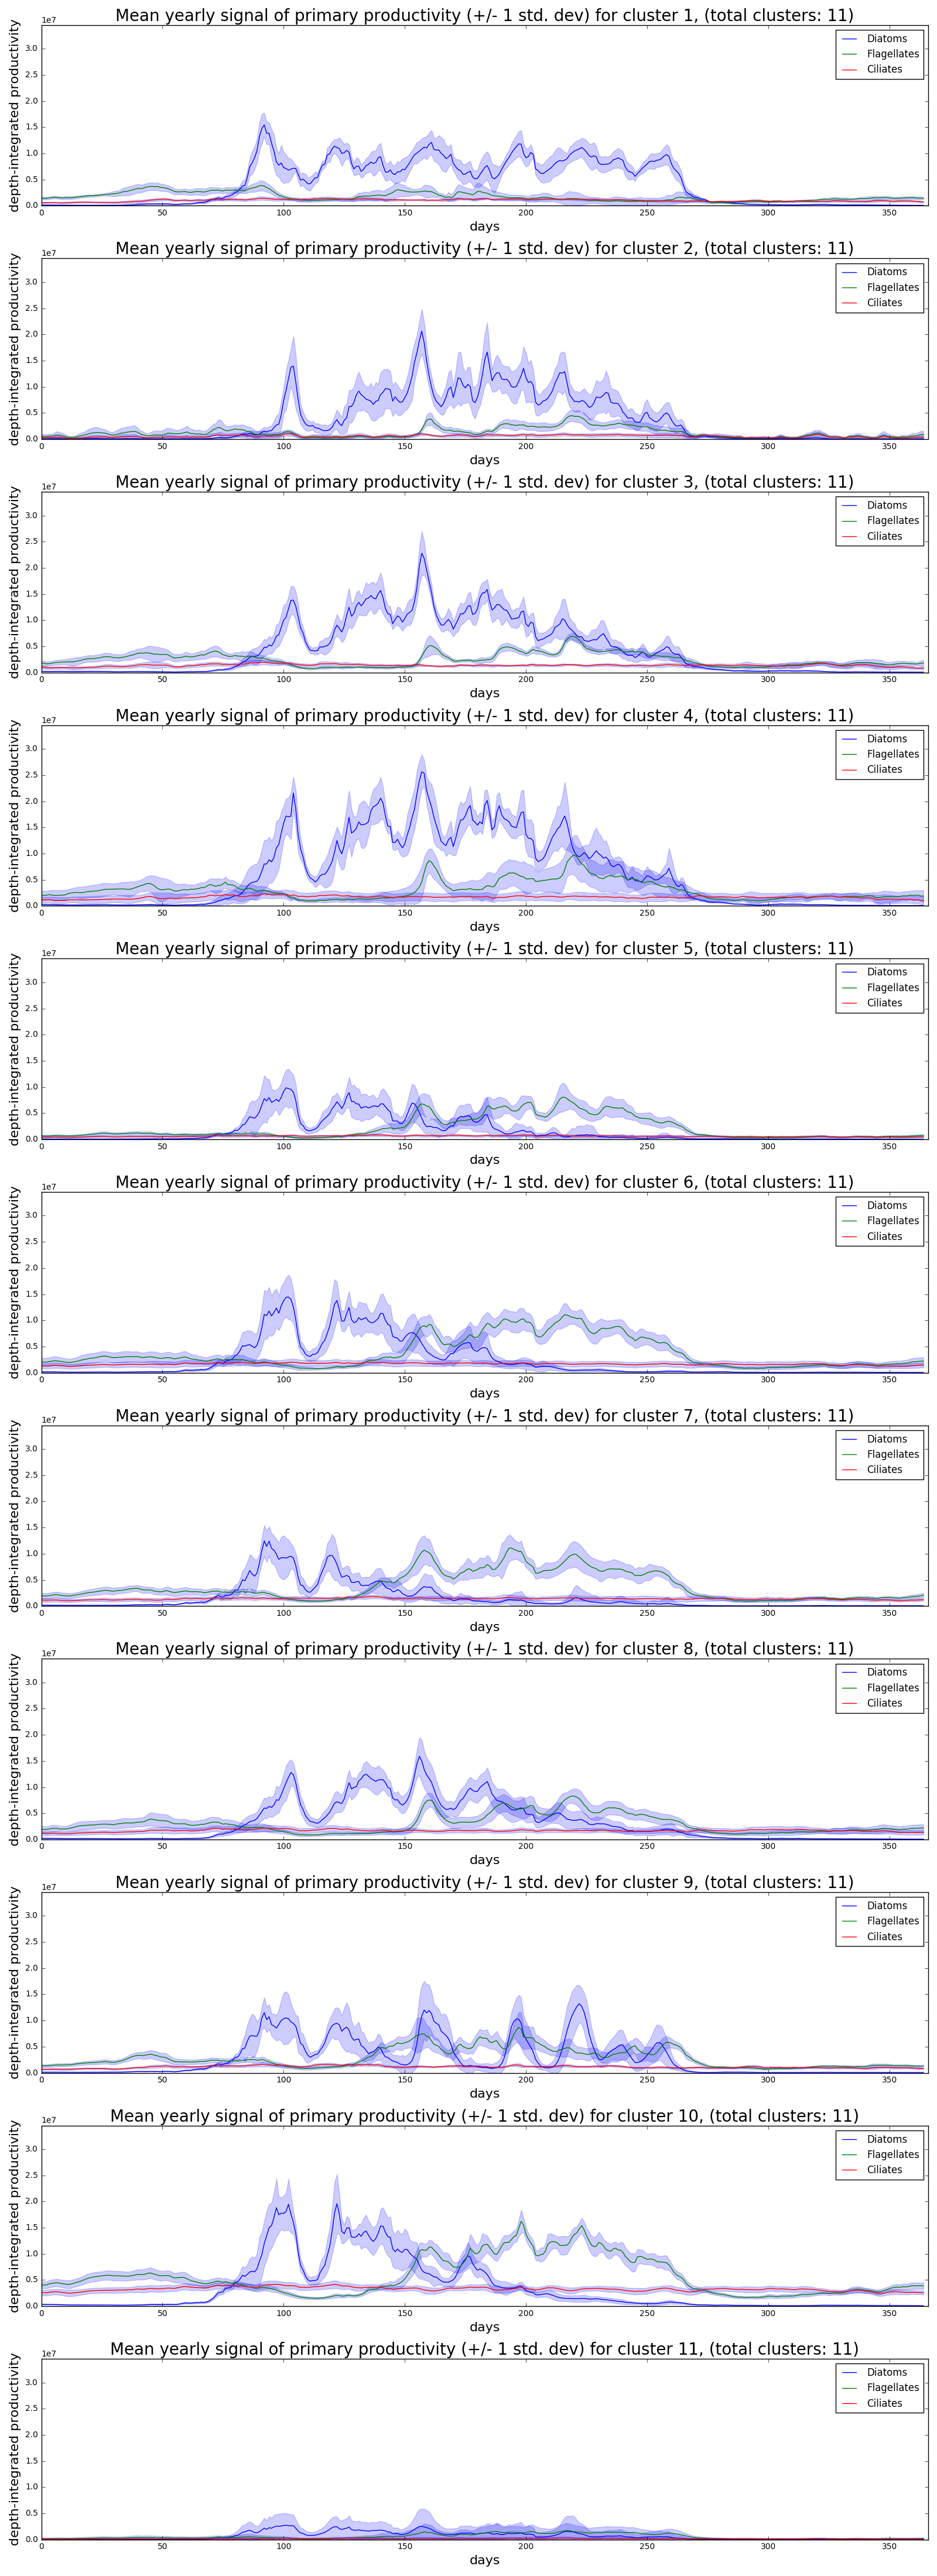 Mean yearly signal of primary productivity (+/- 1 std. dev) for cluster 1, (total clusters: 11)
1e7
depth-integrated productivity
3.0
2.5
2.0
1.5
1.0
0.5
0.0
Diatoms
Flagellates
Ciliates
0 50 100 150 200 250 300 350
days
Mean yearly signal of primary productivity (+/- 1 std. dev) for cluster 2, (total clusters: 11)
1e7
depth-integrated productivity
3.0
2.5
2.0
1.5
1.0
0.5
0.0
Diatoms
Flagellates
Ciliates
0 50 100 150 200 250 300 350
days
Mean yearly signal of primary productivity (+/- 1 std. dev) for cluster 3, (total clusters: 11)
1e7
depth-integrated productivity
3.0
2.5
2.0
1.5
1.0
0.5
0.0
Diatoms
Flagellates
Ciliates
0 50 100 150 200 250 300 350
days
Mean yearly signal of primary productivity (+/- 1 std. dev) for cluster 4, (total clusters: 11)
1e7
depth-integrated productivity
3.0
2.5
2.0
1.5
1.0
0.5
0.0
Diatoms
Flagellates
Ciliates
0 50 100 150 200 250 300 350
days
Mean yearly signal of primary productivity (+/- 1 std. dev) for cluster 5, (total clusters: 11)
1e7
depth-integrated productivity
3.0
2.5
2.0
1.5
1.0
0.5
0.0
Diatoms
Flagellates
Ciliates
0 50 100 150 200 250 300 350
days
Mean yearly signal of primary productivity (+/- 1 std. dev) for cluster 6, (total clusters: 11)
1e7
depth-integrated productivity
3.0
2.5
2.0
1.5
1.0
0.5
0.0
Diatoms
Flagellates
Ciliates
0 50 100 150 200 250 300 350
days
Mean yearly signal of primary productivity (+/- 1 std. dev) for cluster 7, (total clusters: 11)
1e7
depth-integrated productivity
3.0
2.5
2.0
1.5
1.0
0.5
0.0
Diatoms
Flagellates
Ciliates
0 50 100 150 200 250 300 350
days
Mean yearly signal of primary productivity (+/- 1 std. dev) for cluster 8, (total clusters: 11)
1e7
depth-integrated productivity
3.0
2.5
2.0
1.5
1.0
0.5
0.0
Diatoms
Flagellates
Ciliates
0 50 100 150 200 250 300 350
days
Mean yearly signal of primary productivity (+/- 1 std. dev) for cluster 9, (total clusters: 11)
1e7
depth-integrated productivity
3.0
2.5
2.0
1.5
1.0
0.5
0.0
Diatoms
Flagellates
Ciliates
0 50 100 150 200 250 300 350
days
Mean yearly signal of primary productivity (+/- 1 std. dev) for cluster 10, (total clusters: 11)
1e7
depth-integrated productivity
3.0
2.5
2.0
1.5
1.0
0.5
0.0
Diatoms
Flagellates
Ciliates
0 50 100 150 200 250 300 350
days
Mean yearly signal of primary productivity (+/- 1 std. dev) for cluster 11, (total clusters: 11)
1e7
depth-integrated productivity
3.0
2.5
2.0
1.5
1.0
0.5
0.0
Diatoms
Flagellates
Ciliates
0 50 100 150 200 250 300 350
days